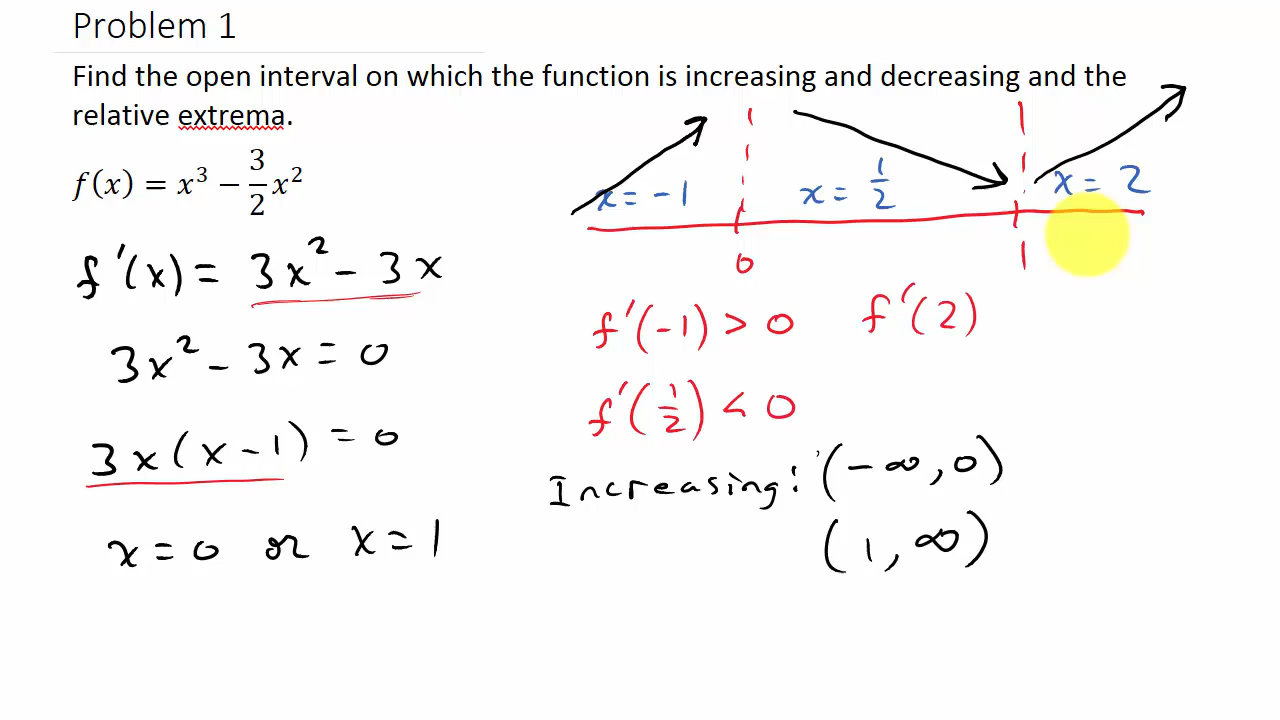 Problem 1
Find the open interval on which the function is increasing and decreasing and the
relative extrema.
f(x) = x³ − 3/2 x²
f'(x) = 3x² - 3x
3x² - 3x = 0
3x(x-1) = 0
x = 0 or x = 1
x = -1
x = 1/2
x = 2
0
1
f'(-1) > 0
f'(2)
f'(1/2) < 0
Increasing: (-∞, 0)
(1, ∞)